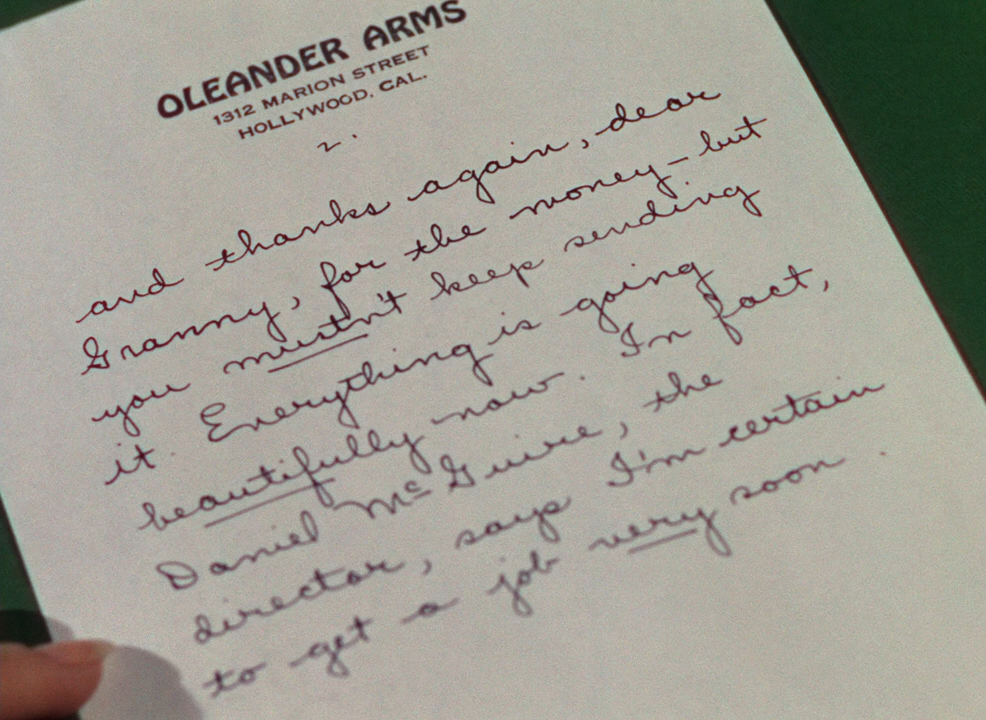 OLEANDER ARMS
1312 MARION STREET
HOLLYWOOD, CAL.
2.
and thanks again, dear
Granny, for the money – but
you mustn't keep sending
it. Everything is going
beautifully now. In fact,
Daniel McGuire, the
director, says I'm certain
to get a job very soon.